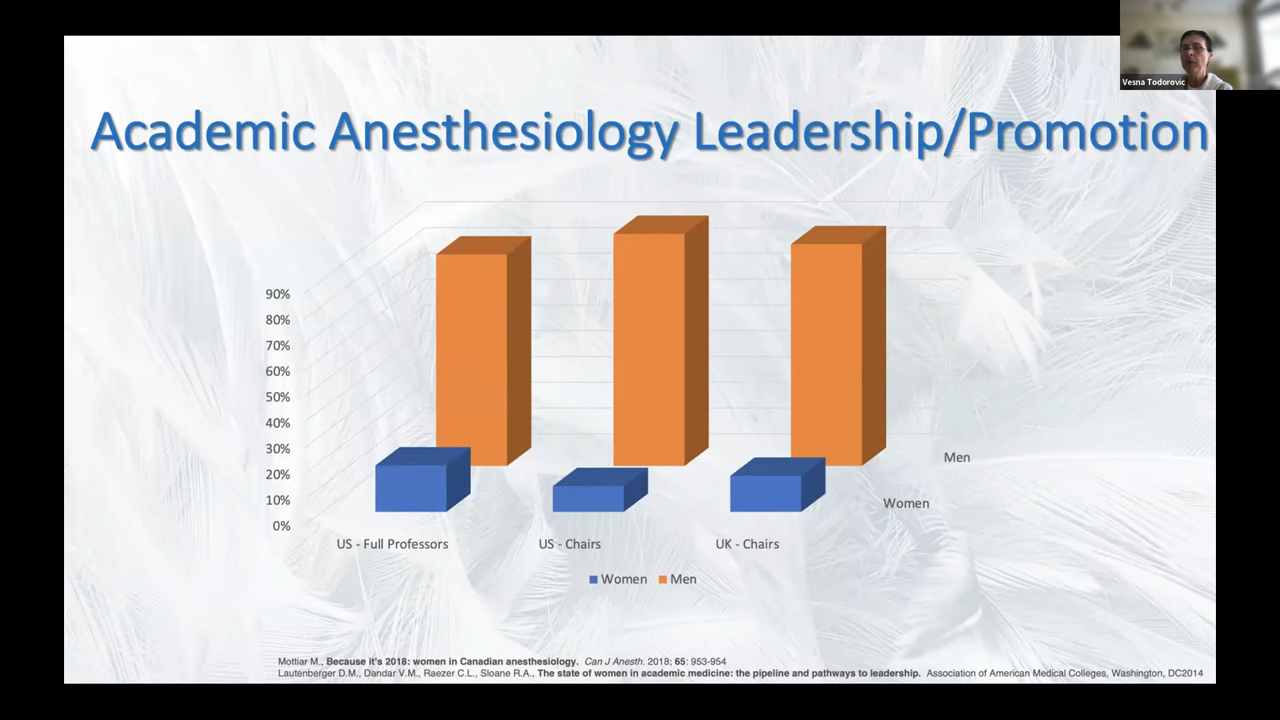 Vesna Todorovic
Academic Anesthesiology Leadership/Promotion
90%
80%
70%
60%
50%
40%
30%
20%
10%
0%
Men
Women
US - Full Professors
US - Chairs
UK - Chairs
Women Men
Mottiar M., Because it's 2018: women in Canadian anesthesiology. Can J Anesth. 2018; 65: 953-954
Lautenberger D.M., Dandar V.M., Raezer C.L., Sloane R.A., The state of women in academic medicine: the pipeline and pathways to leadership. Association of American Medical Colleges, Washington, DC2014